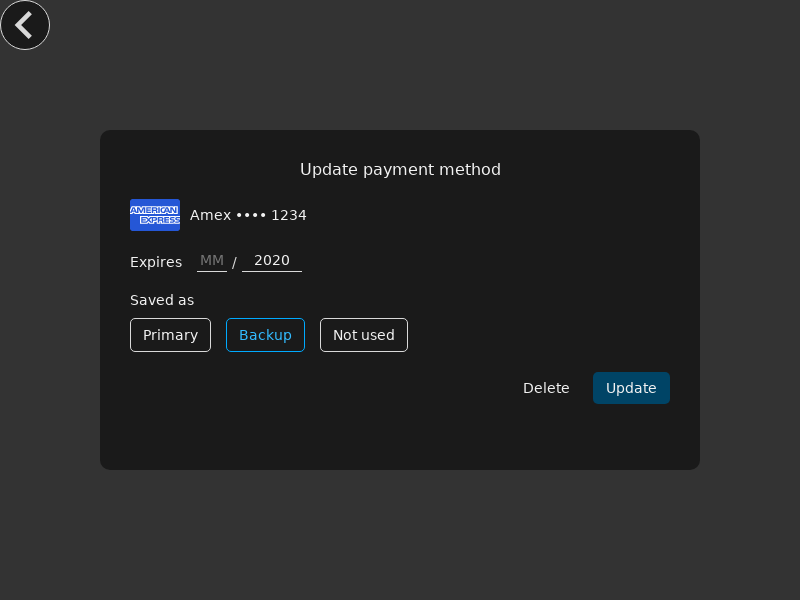 Update payment method
AMERICAN EXPRESS
Amex •••• 1234
Expires MM / 2020
Saved as
Primary Backup Not used
Delete Update